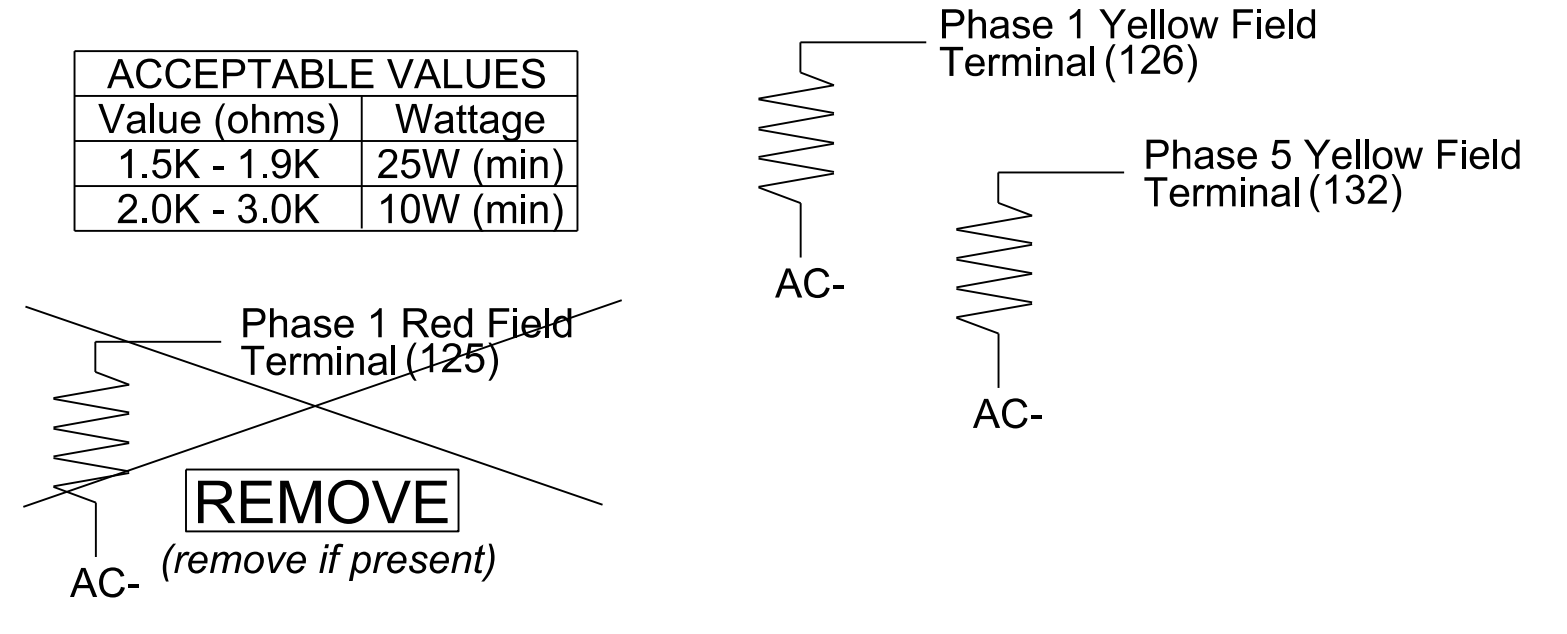 ACCEPTABLE VALUES
Value (ohms) Wattage
1.5K - 1.9K 25W (min)
2.0K - 3.0K 10W (min)
Phase 1 Yellow Field
Terminal (126)
AC-
Phase 5 Yellow Field
Terminal (132)
AC-
Phase 1 Red Field
Terminal (125)
REMOVE
(remove if present)
AC-